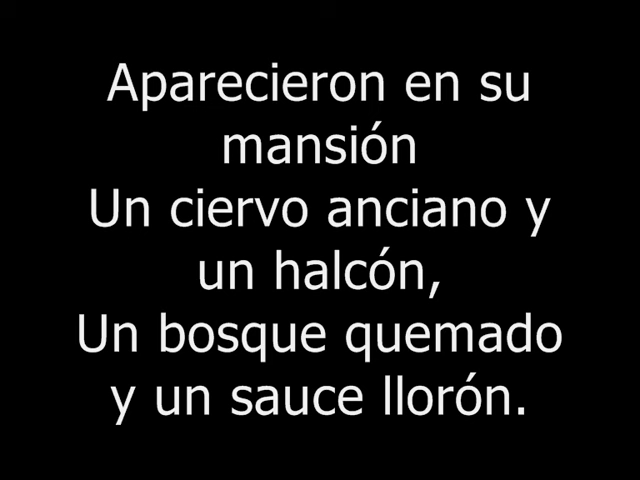 Aparecieron en su
mansión
Un ciervo anciano y
un halcón,
Un bosque quemado
y un sauce llorón.